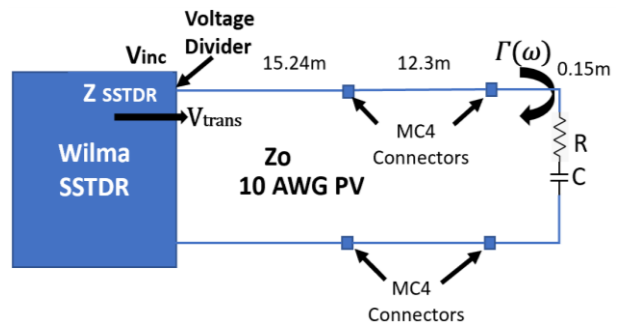 Voltage
Divider
Vinc
15.24m
12.3m
Γ(ω)
0.15m
Z SSTDR
Vtrans
MC4
Connectors
R
Wilma
SSTDR
Zo
10 AWG PV
C
MC4
Connectors